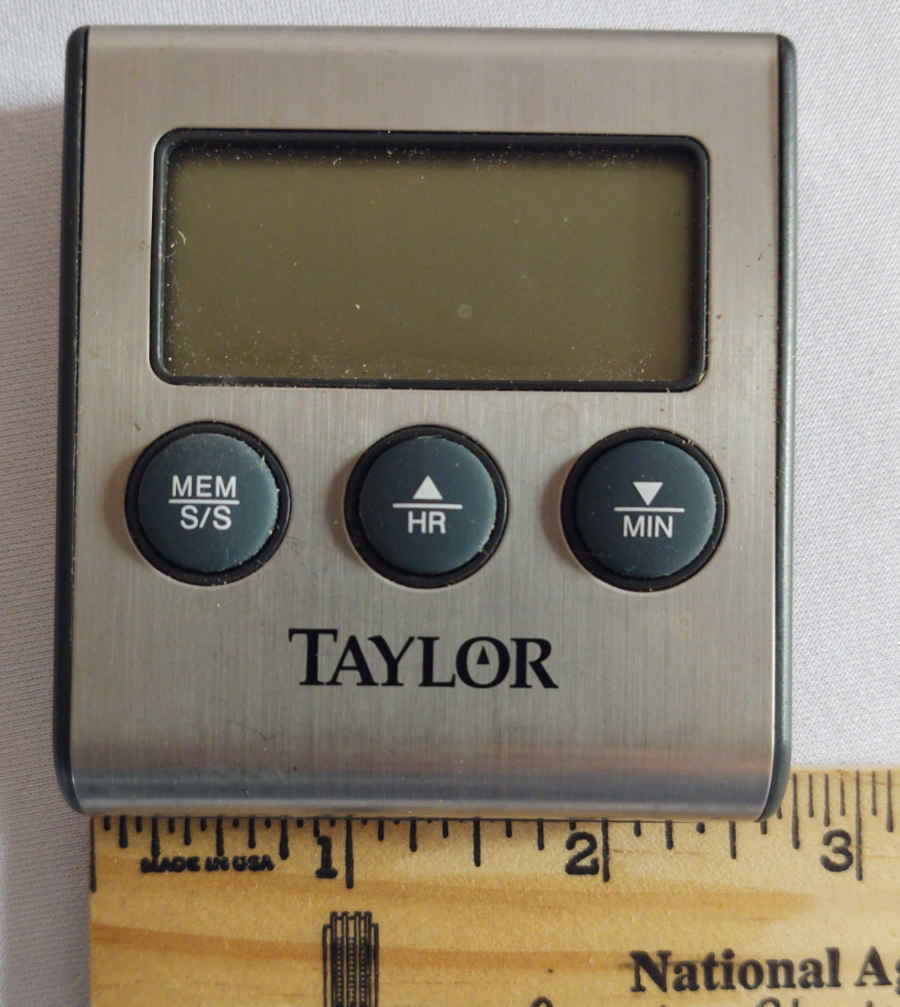 MEM
S/S
▲
HR
▼
MIN
TAYLOR
1 2 3
MADE IN USA
National Ag